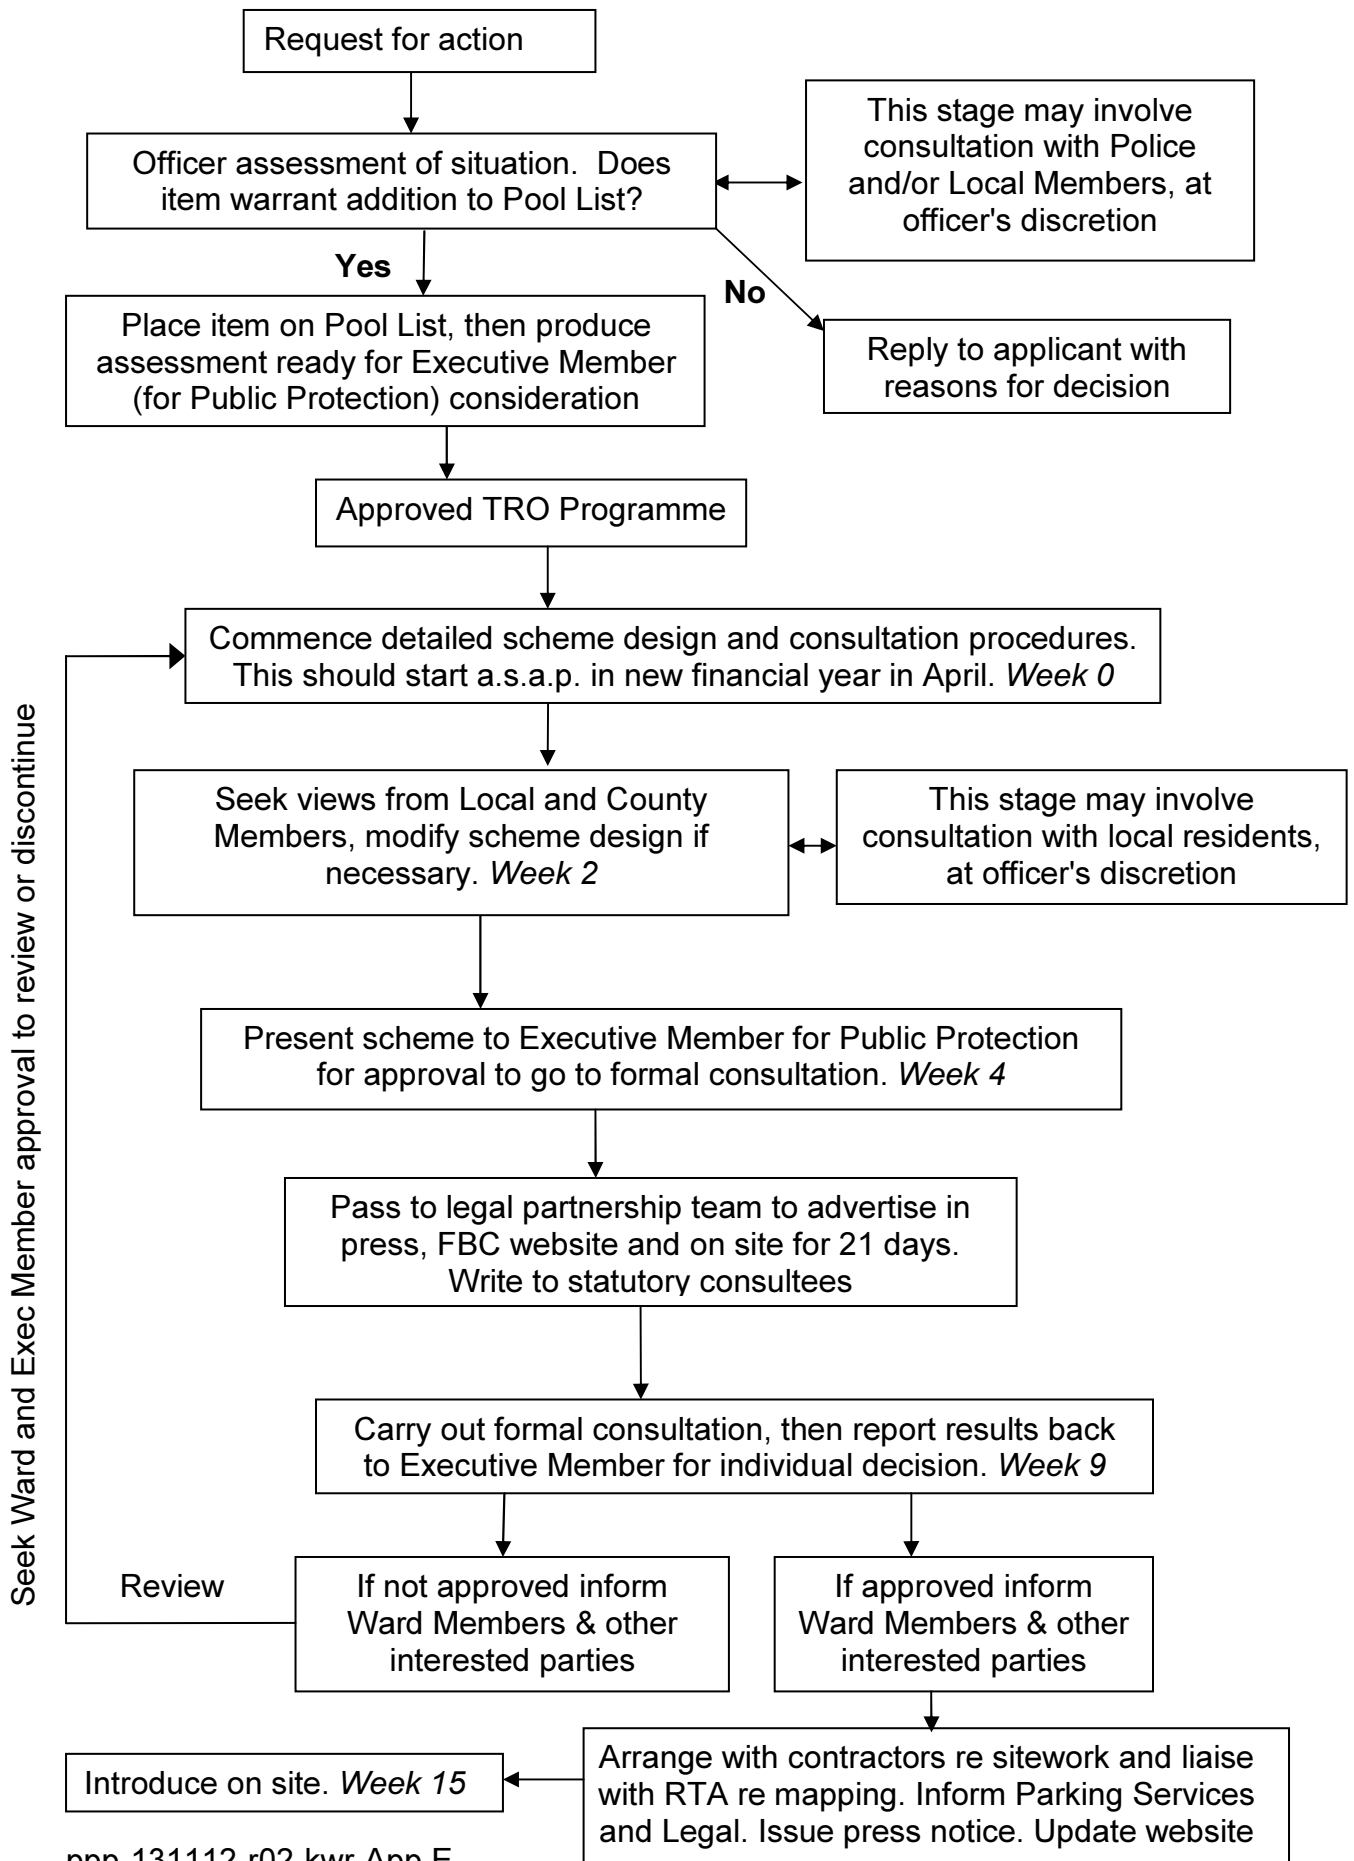 Request for action
This stage may involve
consultation with Police
and/or Local Members, at
officer's discretion
Officer assessment of situation.  Does
item warrant addition to Pool List?
Yes
No
Place item on Pool List, then produce
assessment ready for Executive Member
(for Public Protection) consideration
Reply to applicant with
reasons for decision
Approved TRO Programme
Commence detailed scheme design and consultation procedures.
This should start a.s.a.p. in new financial year in April. Week 0
Seek views from Local and County
Members, modify scheme design if
necessary. Week 2
This stage may involve
consultation with local residents,
at officer's discretion
Seek Ward and Exec Member approval to review or discontinue
Present scheme to Executive Member for Public Protection
for approval to go to formal consultation. Week 4
Pass to legal partnership team to advertise in
press, FBC website and on site for 21 days.
Write to statutory consultees
Carry out formal consultation, then report results back
to Executive Member for individual decision. Week 9
Review
If not approved inform
Ward Members & other
interested parties
If approved inform
Ward Members & other
interested parties
Arrange with contractors re sitework and liaise
with RTA re mapping. Inform Parking Services
and Legal. Issue press notice. Update website
Introduce on site. Week 15
ppp-131112-r02-kwr-App E